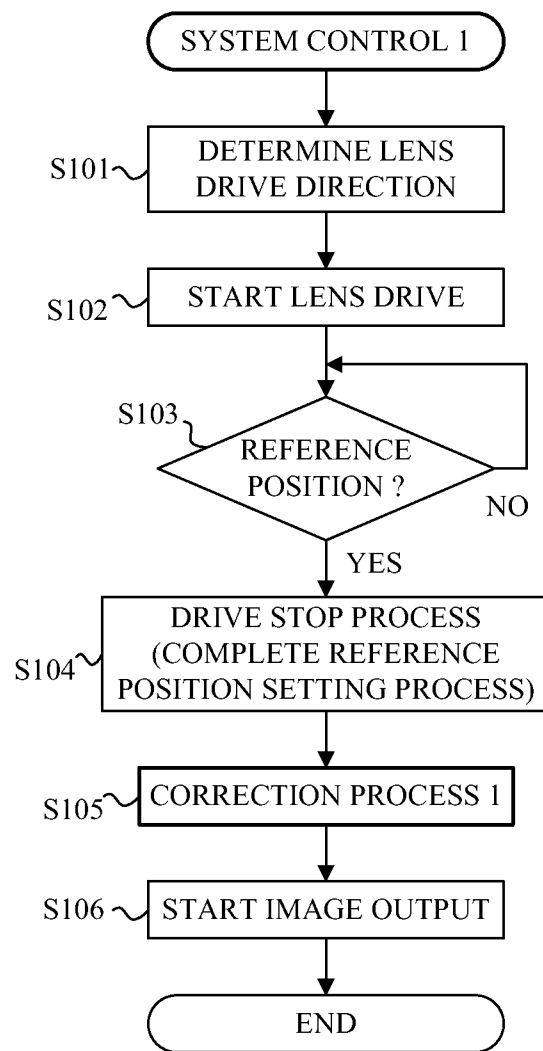 SYSTEM CONTROL 1
S101
DETERMINE LENS
DRIVE DIRECTION
S102
START LENS DRIVE
S103
REFERENCE
POSITION ?
NO
YES
S104
DRIVE STOP PROCESS
(COMPLETE REFERENCE
POSITION SETTING PROCESS)
S105
CORRECTION PROCESS 1
S106
START IMAGE OUTPUT
END